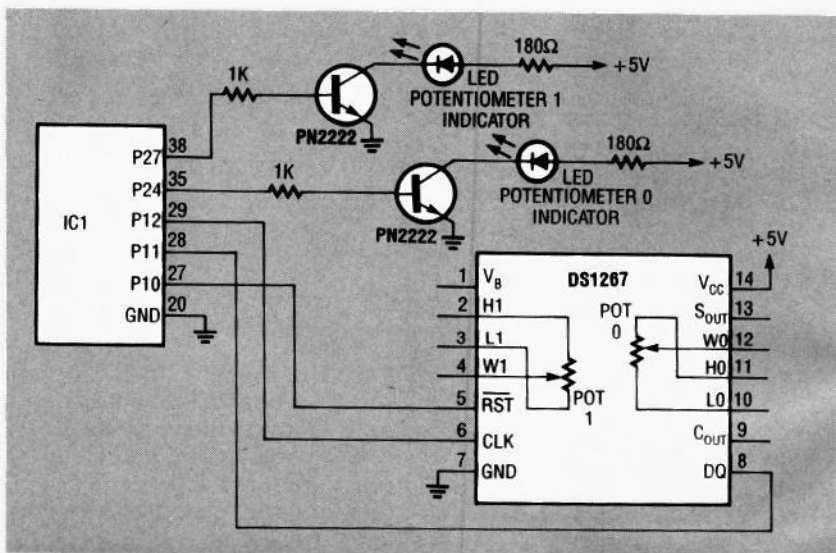 180Ω
+5V
1K
LED
POTENTIOMETER 1
INDICATOR
PN2222
180Ω
+5V
1K
LED
POTENTIOMETER 0
INDICATOR
PN2222
IC1
P27 38
P24 35
P12 29
P11 28
P10 27
GND 20
+5V
DS1267
1 VB
2 H1
3 L1
4 W1
5 RST
6 CLK
7 GND
POT
1
POT
0
VCC 14
SOUT 13
W0 12
H0 11
L0 10
COUT 9
DQ 8